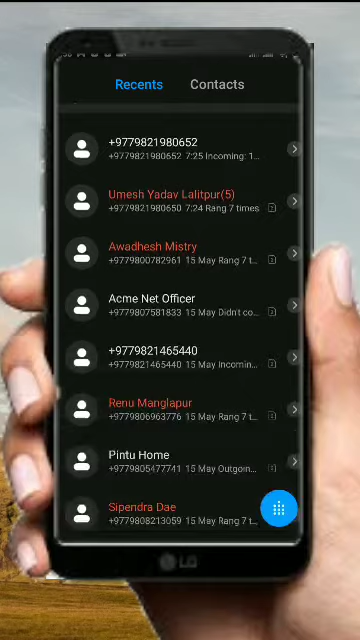 Recents Contacts
+9779821980652
+9779821980652 7:25 Incoming: 1...
Umesh Yadav Lalitpur(5)
+9779821980650 7:24 Rang 7 times
Awadhesh Mistry
+9779800782961 15 May Rang 7 t...
Acme Net Officer
+9779807581833 15 May Didn't co...
+9779821465440
+9779821465440 15 May Incomin...
Renu Manglapur
+9779806963776 15 May Rang 7 t...
Pintu Home
+9779805477741 15 May Outgoin...
Sipendra Dae
+9779808213059 15 May Rang 7 t...
LG